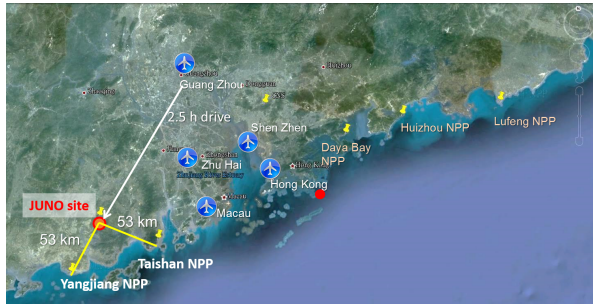 Guang Zhou
2.5 h drive
Shen Zhen
Huizhou NPP
Lufeng NPP
Daya Bay
NPP
Zhu Hai
Hong Kong
JUNO site
Macau
53 km
53 km
Taishan NPP
Yangjiang NPP